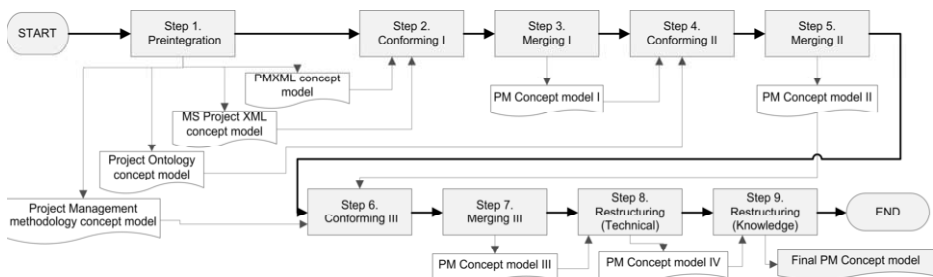 START
Step 1.
Preintegration
Step 2.
Conforming I
Step 3.
Merging I
Step 4.
Conforming II
Step 5.
Merging II
PMXML concept
model
MS Project XML
concept model
PM Concept model I
PM Concept model II
Project Ontology
concept model
Project Management
methodology concept model
Step 6.
Conforming III
Step 7.
Merging III
Step 8.
Restructuring
(Technical)
Step 9.
Restructuring
(Knowledge)
END
PM Concept model III
PM Concept model IV
Final PM Concept model